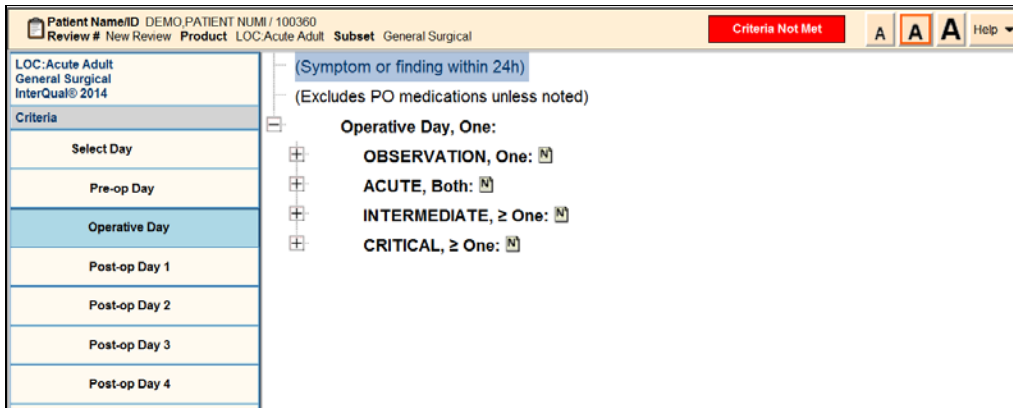 Patient Name/ID DEMO,PATIENT NUMI / 100360
Review # New Review Product LOC:Acute Adult Subset General Surgical
Criteria Not Met
A A A Help
LOC:Acute Adult
General Surgical
InterQual® 2014
Criteria
Select Day
Pre-op Day
Operative Day
Post-op Day 1
Post-op Day 2
Post-op Day 3
Post-op Day 4
(Symptom or finding within 24h)
(Excludes PO medications unless noted)
Operative Day, One:
OBSERVATION, One: N
ACUTE, Both: N
INTERMEDIATE, ≥ One: N
CRITICAL, ≥ One: N